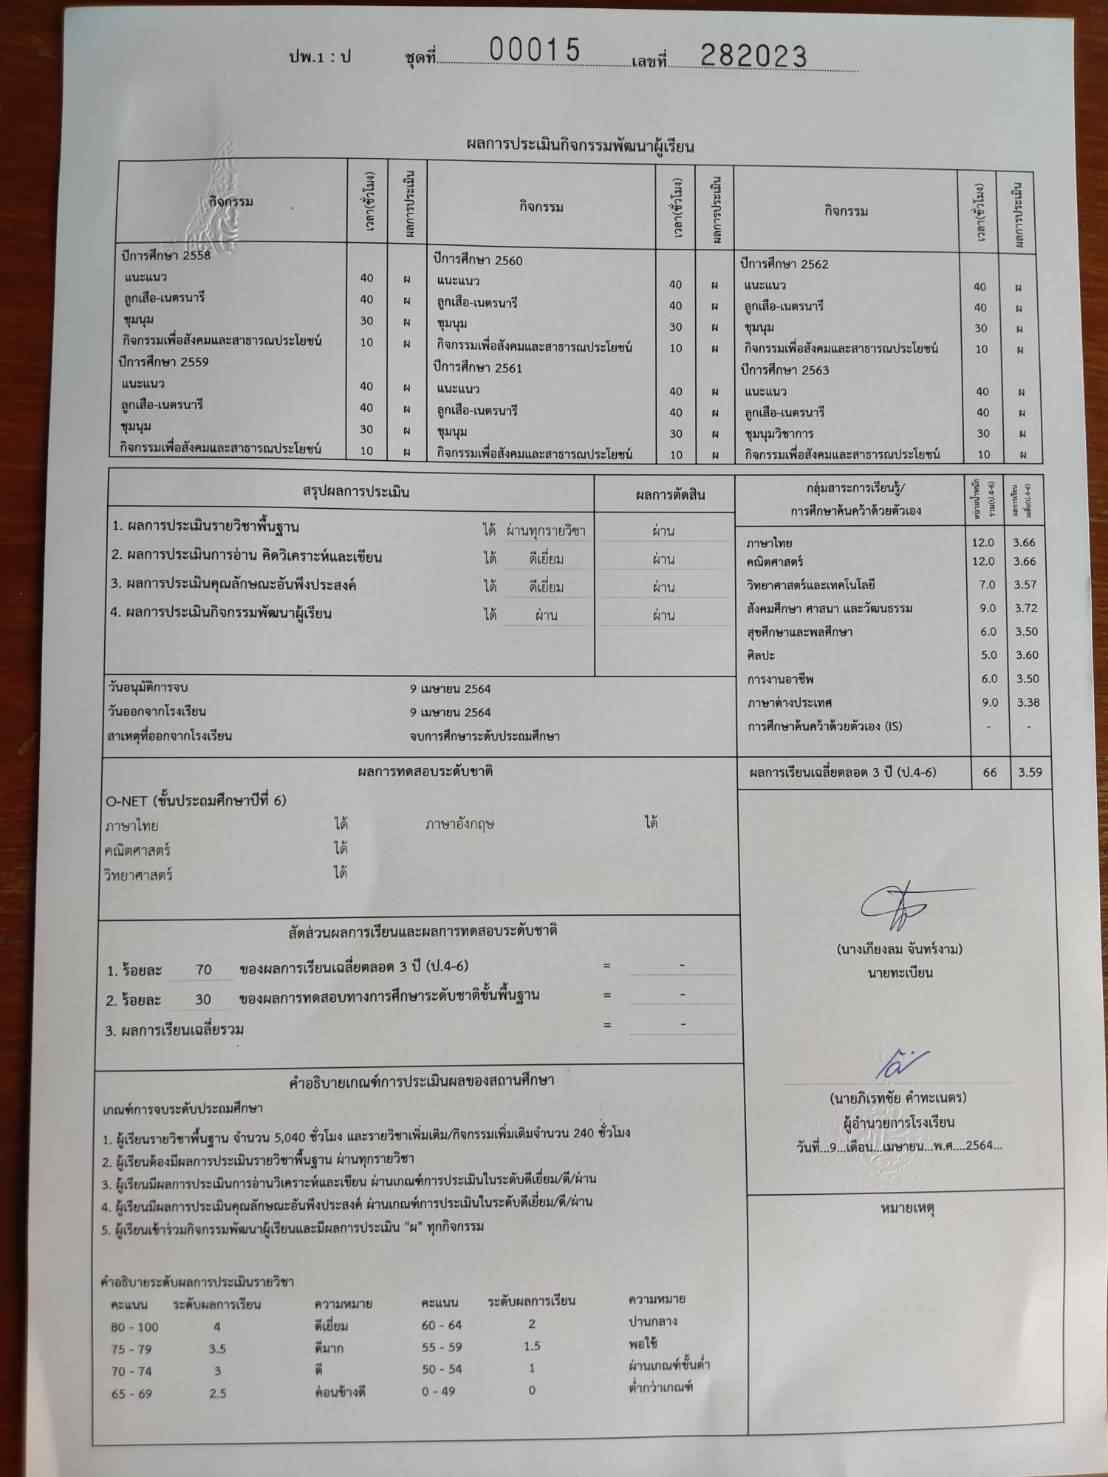 ปพ.1 : ป ชุดที่ 00015 เลขที่ 282023
ผลการประเมินกิจกรรมพัฒนาผู้เรียน
กิจกรรม เวลา(ชั่วโมง) ผลการประเมิน กิจกรรม เวลา(ชั่วโมง) ผลการประเมิน กิจกรรม เวลา(ชั่วโมง) ผลการประเมิน
ปีการศึกษา 2558 ปีการศึกษา 2560 ปีการศึกษา 2562
แนะแนว 40 ผ แนะแนว 40 ผ แนะแนว 40 ผ
ลูกเสือ-เนตรนารี 40 ผ ลูกเสือ-เนตรนารี 40 ผ ลูกเสือ-เนตรนารี 40 ผ
ชุมนุม 30 ผ ชุมนุม 30 ผ ชุมนุม 30 ผ
กิจกรรมเพื่อสังคมและสาธารณประโยชน์ 10 ผ กิจกรรมเพื่อสังคมและสาธารณประโยชน์ 10 ผ กิจกรรมเพื่อสังคมและสาธารณประโยชน์ 10 ผ
ปีการศึกษา 2559 ปีการศึกษา 2561 ปีการศึกษา 2563
แนะแนว 40 ผ แนะแนว 40 ผ แนะแนว 40 ผ
ลูกเสือ-เนตรนารี 40 ผ ลูกเสือ-เนตรนารี 40 ผ ลูกเสือ-เนตรนารี 40 ผ
ชุมนุม 30 ผ ชุมนุม 30 ผ ชุมนุมวิชาการ 30 ผ
กิจกรรมเพื่อสังคมและสาธารณประโยชน์ 10 ผ กิจกรรมเพื่อสังคมและสาธารณประโยชน์ 10 ผ กิจกรรมเพื่อสังคมและสาธารณประโยชน์ 10 ผ
สรุปผลการประเมิน ผลการตัดสิน
1. ผลการประเมินรายวิชาพื้นฐาน ได้ ผ่านทุกรายวิชา ผ่าน
2. ผลการประเมินการอ่าน คิดวิเคราะห์และเขียน ได้ ดีเยี่ยม ผ่าน
3. ผลการประเมินคุณลักษณะอันพึงประสงค์ ได้ ดีเยี่ยม ผ่าน
4. ผลการประเมินกิจกรรมพัฒนาผู้เรียน ได้ ผ่าน ผ่าน
วันอนุมัติการจบ 9 เมษายน 2564
วันออกจากโรงเรียน 9 เมษายน 2564
สาเหตุที่ออกจากโรงเรียน จบการศึกษาระดับประถมศึกษา
ผลการทดสอบระดับชาติ
O-NET (ชั้นประถมศึกษาปีที่ 6)
ภาษาไทย ได้ ภาษาอังกฤษ ได้
คณิตศาสตร์ ได้
วิทยาศาสตร์ ได้
สัดส่วนผลการเรียนและผลการทดสอบระดับชาติ
1. ร้อยละ 70 ของผลการเรียนเฉลี่ยตลอด 3 ปี (ป.4-6) = -
2. ร้อยละ 30 ของผลการทดสอบทางการศึกษาระดับชาติขั้นพื้นฐาน = -
3. ผลการเรียนเฉลี่ยรวม = -
คำอธิบายเกณฑ์การประเมินผลของสถานศึกษา
เกณฑ์การจบระดับประถมศึกษา
1. ผู้เรียนรายวิชาพื้นฐาน จำนวน 5,040 ชั่วโมง และรายวิชาเพิ่มเติม/กิจกรรมเพิ่มเติมจำนวน 240 ชั่วโมง
2. ผู้เรียนต้องมีผลการประเมินรายวิชาพื้นฐาน ผ่านทุกรายวิชา
3. ผู้เรียนมีผลการประเมินการอ่านวิเคราะห์และเขียน ผ่านเกณฑ์การประเมินในระดับดีเยี่ยม/ดี/ผ่าน
4. ผู้เรียนมีผลการประเมินคุณลักษณะอันพึงประสงค์ ผ่านเกณฑ์การประเมินในระดับดีเยี่ยม/ดี/ผ่าน
5. ผู้เรียนเข้าร่วมกิจกรรมพัฒนาผู้เรียนและมีผลการประเมิน "ผ" ทุกกิจกรรม
คำอธิบายระดับผลการประเมินรายวิชา
คะแนน ระดับผลการเรียน ความหมาย คะแนน ระดับผลการเรียน ความหมาย
80 - 100 4 ดีเยี่ยม 60 - 64 2 ปานกลาง
75 - 79 3.5 ดีมาก 55 - 59 1.5 พอใช้
70 - 74 3 ดี 50 - 54 1 ผ่านเกณฑ์ขั้นต่ำ
65 - 69 2.5 ค่อนข้างดี 0 - 49 0 ต่ำกว่าเกณฑ์
กลุ่มสาระการเรียนรู้/
การศึกษาค้นคว้าด้วยตัวเอง
ภาษาไทย 12.0 3.66
คณิตศาสตร์ 12.0 3.66
วิทยาศาสตร์และเทคโนโลยี 7.0 3.57
สังคมศึกษา ศาสนา และวัฒนธรรม 9.0 3.72
สุขศึกษาและพลศึกษา 6.0 3.50
ศิลปะ 5.0 3.60
การงานอาชีพ 6.0 3.50
ภาษาต่างประเทศ 9.0 3.38
การศึกษาค้นคว้าด้วยตัวเอง (IS) - -
ผลการเรียนเฉลี่ยตลอด 3 ปี (ป.4-6) 66 3.59
(นางเกียงลม จันทร์งาม)
นายทะเบียน
(นายภิเรทชัย คำทะเนตร)
ผู้อำนวยการโรงเรียน
วันที่...9...เดือน...เมษายน...พ.ศ....2564...
หมายเหตุ